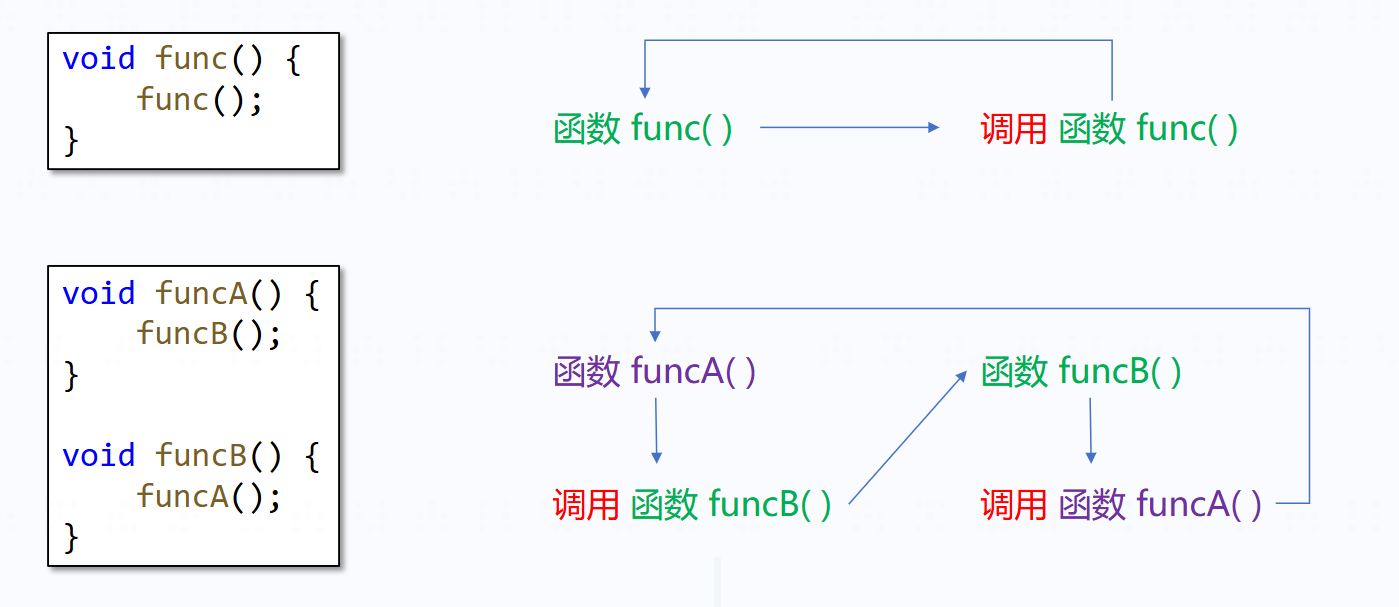 void func() {
    func();
}
函数 func( )
调用 函数 func( )
void funcA() {
    funcB();
}
void funcB() {
    funcA();
}
函数 funcA( )
函数 funcB( )
调用 函数 funcB( )
调用 函数 funcA( )